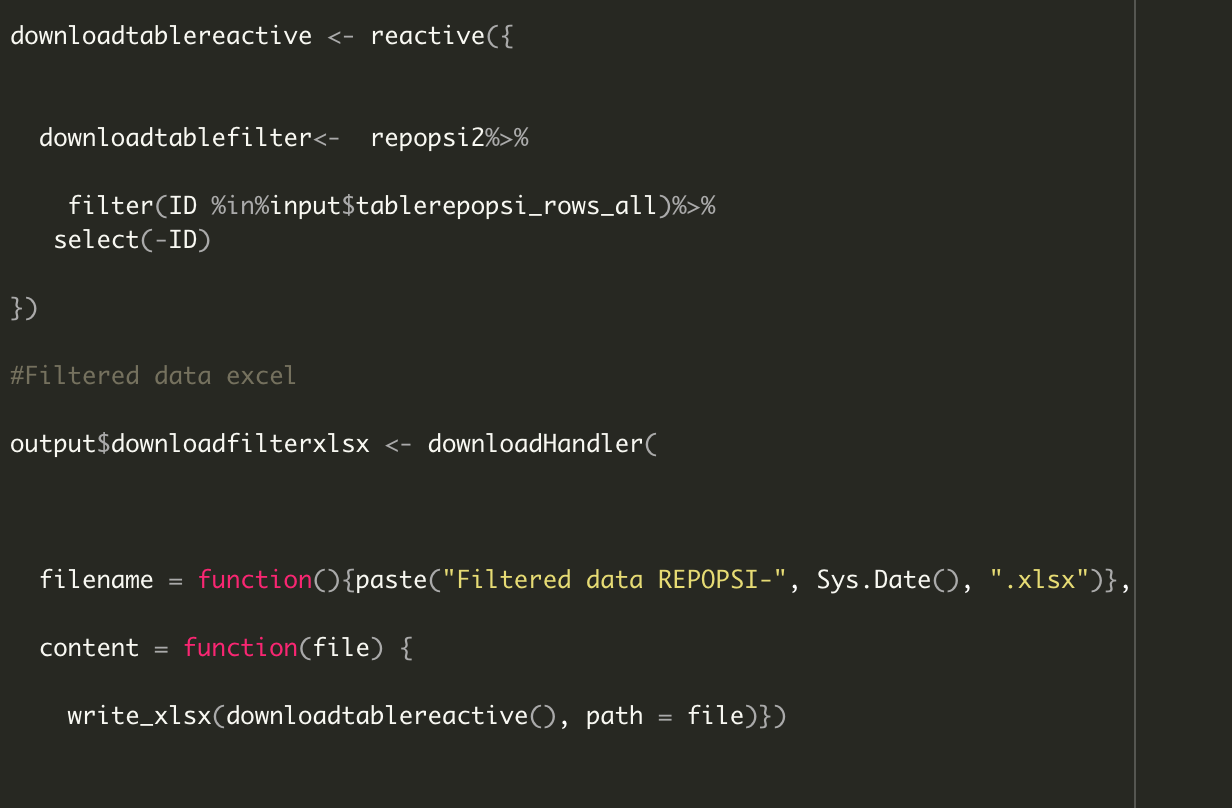 downloadtablereactive <- reactive({
  downloadtablefilter<-  repopsi2%>%
    filter(ID %in%input$tablerepopsi_rows_all)%>%
   select(-ID)
})
#Filtered data excel
output$downloadfilterxlsx <- downloadHandler(
  filename = function(){paste("Filtered data REPOPSI-", Sys.Date(), ".xlsx")},
  content = function(file) {
    write_xlsx(downloadtablereactive(), path = file)})